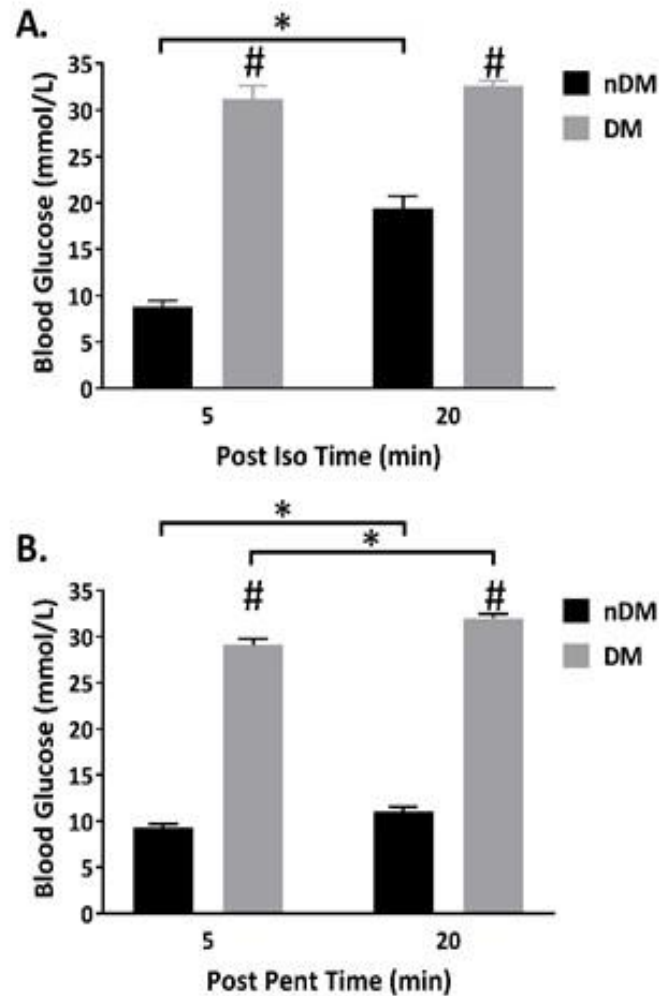 A.
*
35
30
25
20
15
10
5
0
Blood Glucose (mmol/L)
#
#
nDM
DM
5
20
Post Iso Time (min)
B.
*
*
35
30
25
20
15
10
5
0
Blood Glucose (mmol/L)
#
#
nDM
DM
5
20
Post Pent Time (min)